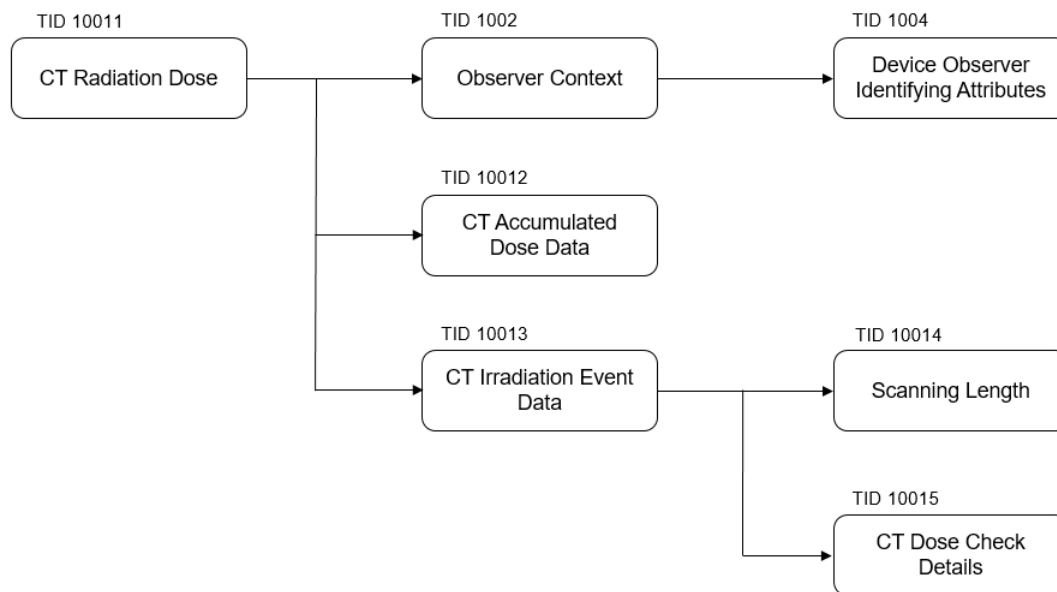 TID 10011
CT Radiation Dose
TID 1002
Observer Context
TID 1004
Device Observer
Identifying Attributes
TID 10012
CT Accumulated
Dose Data
TID 10013
CT Irradiation Event
Data
TID 10014
Scanning Length
TID 10015
CT Dose Check
Details